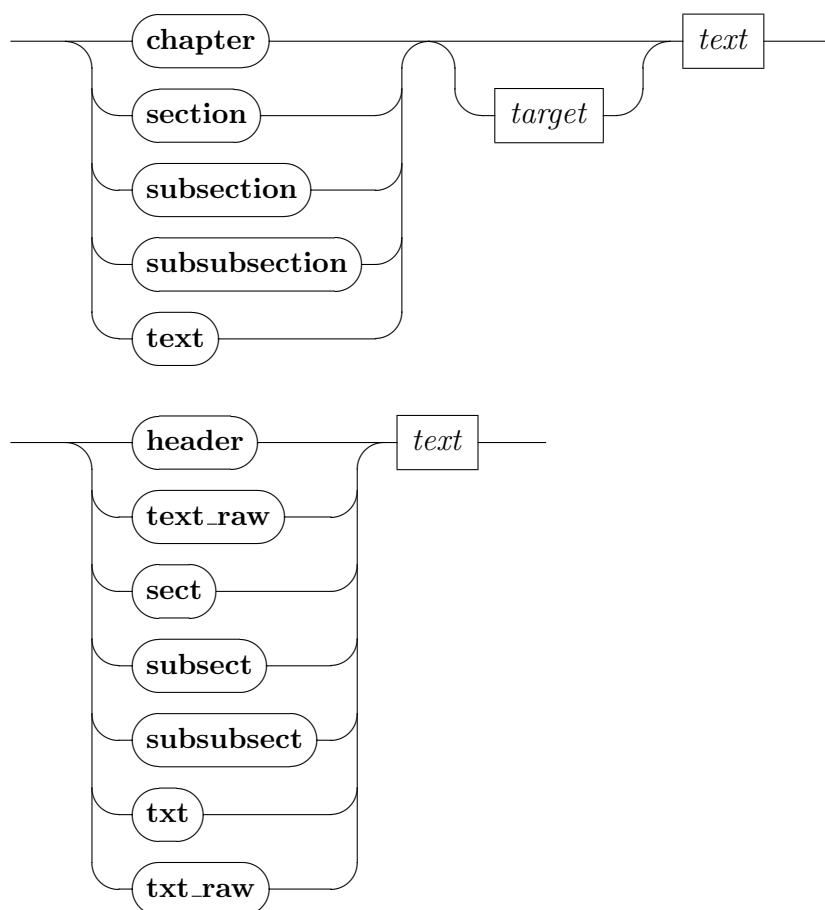 chapter text
section target
subsection
subsubsection
text
header text
text_raw
sect
subsect
subsubsect
txt
txt_raw